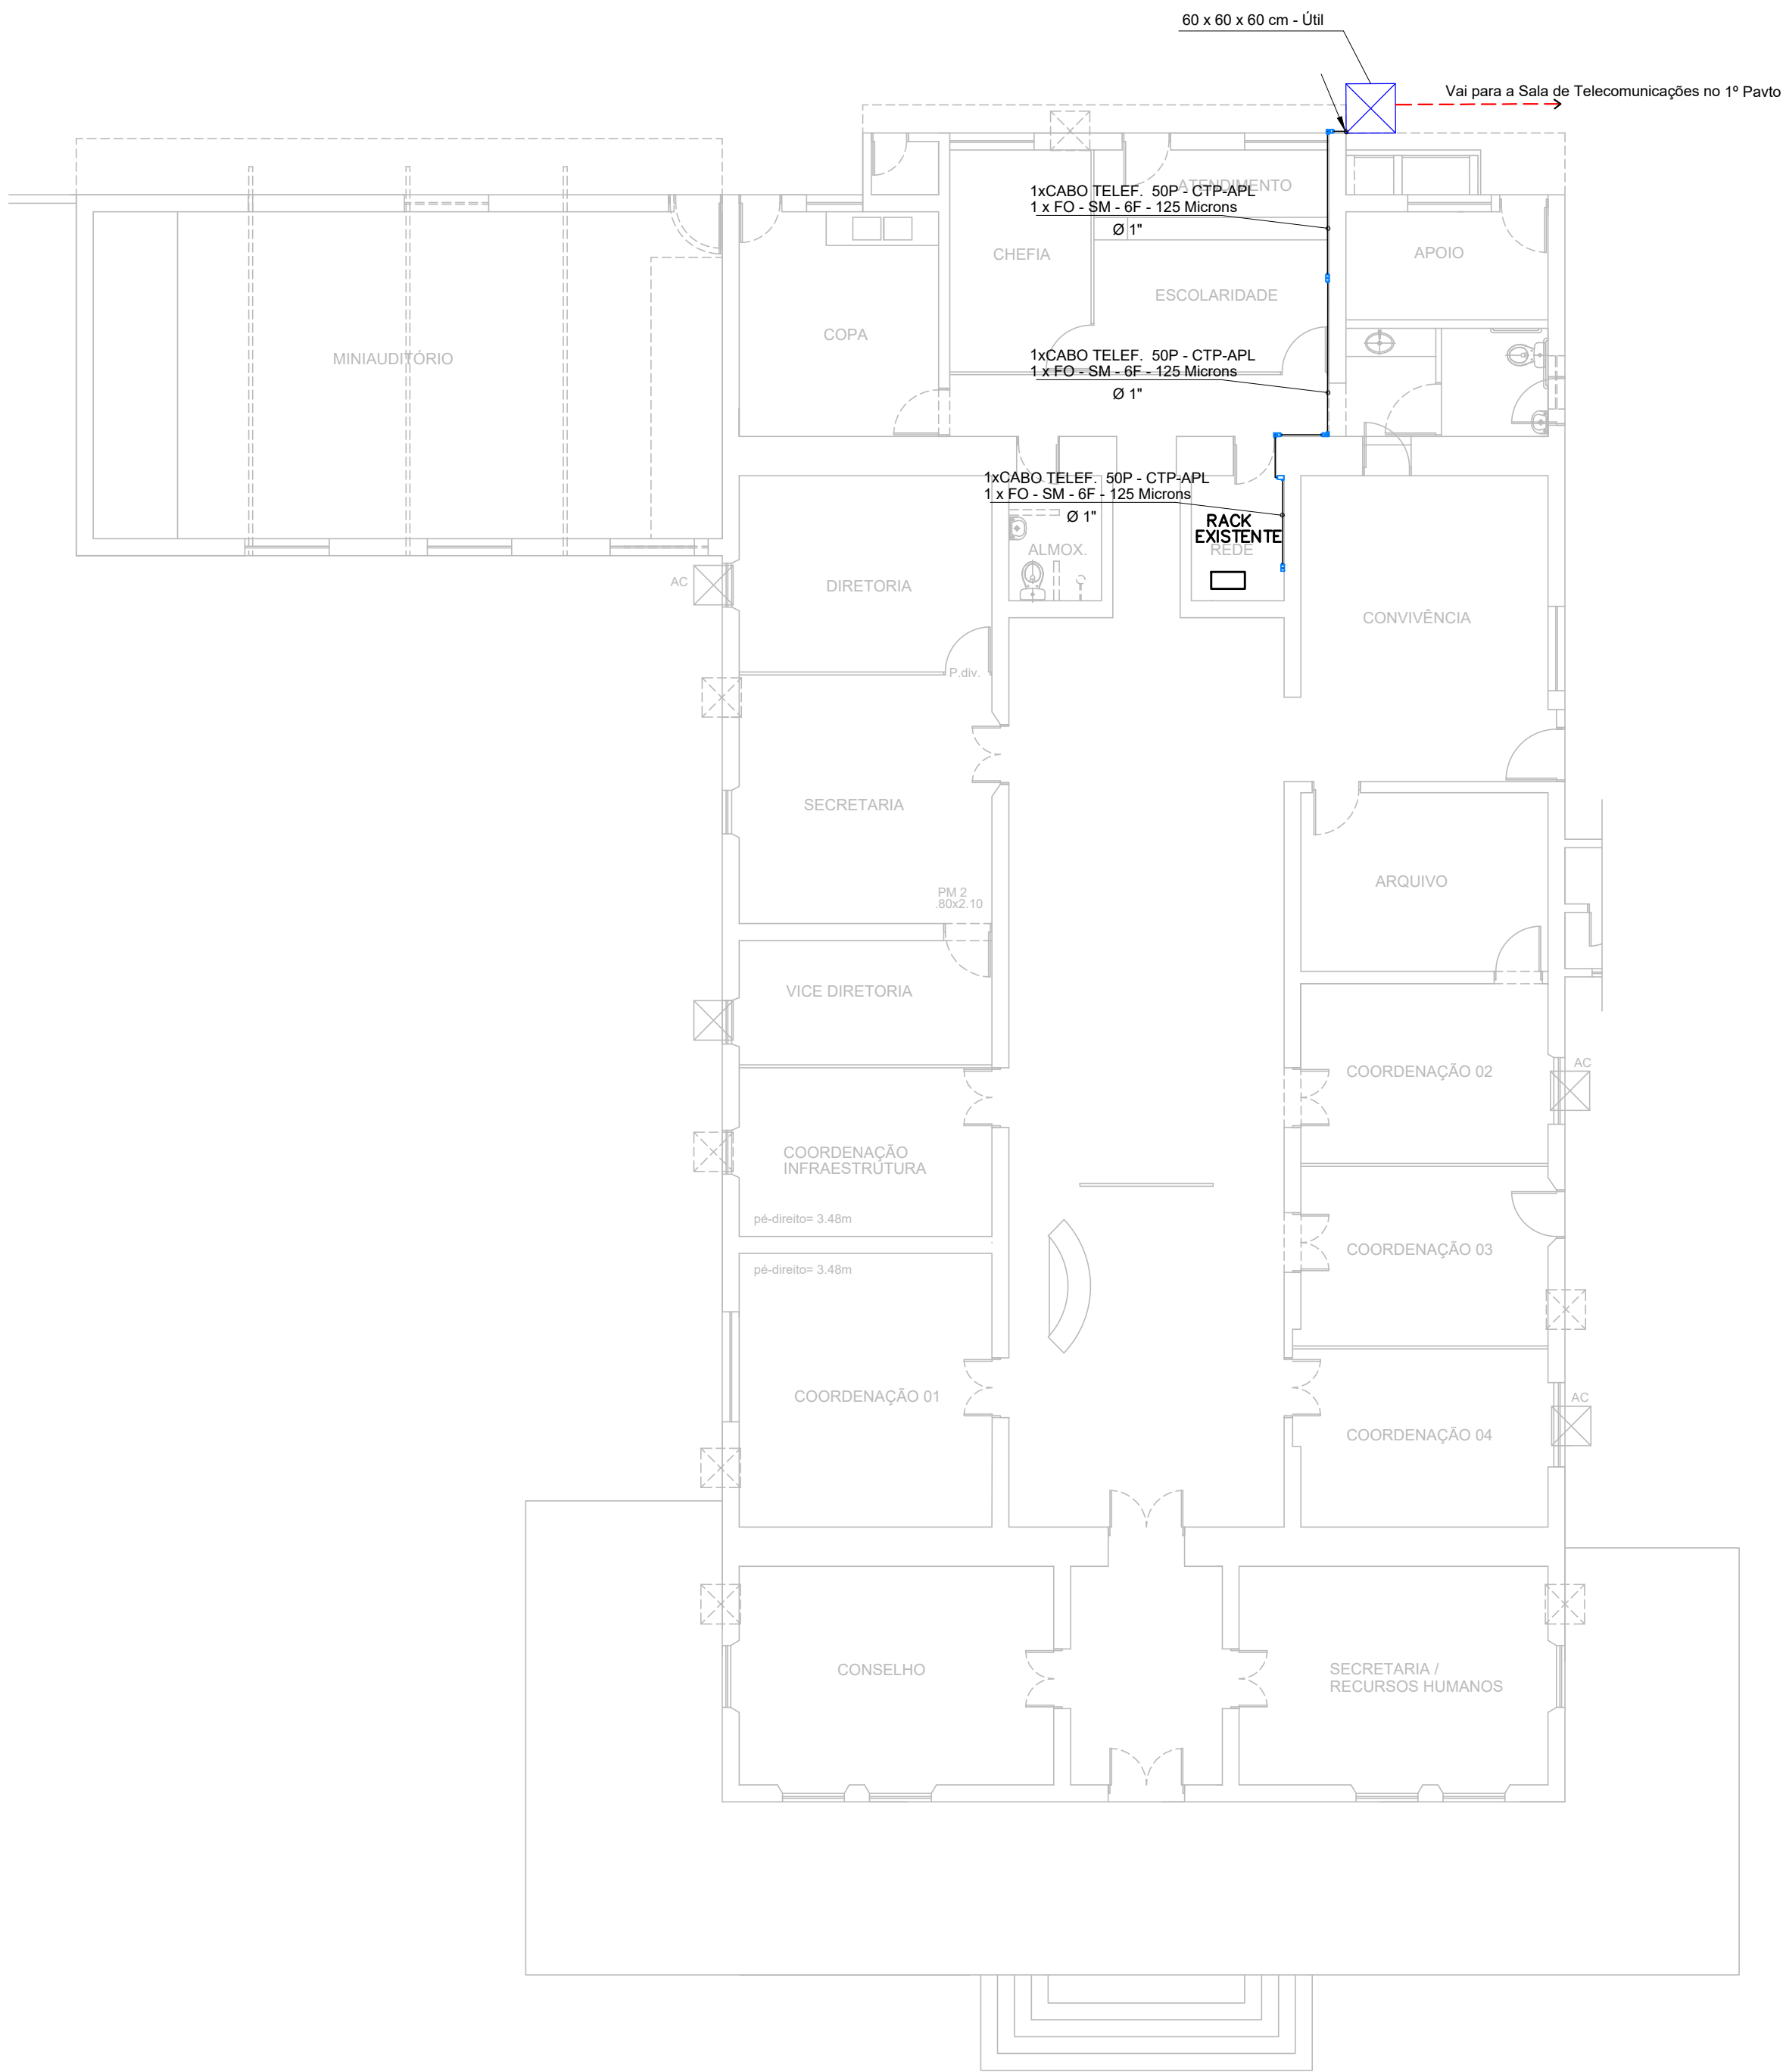 60 x 60 x 60 cm - Útil
Vai para a Sala de Telecomunicações no 1º Pavto
ATENDIMENTO
1xCABO TELEF. 50P - CTP-APL
1 x FO - SM - 6F - 125 Microns
Ø 1"
CHEFIA
APOIO
ESCOLARIDADE
COPA
MINIAUDITÓRIO
1xCABO TELEF. 50P - CTP-APL
1 x FO - SM - 6F - 125 Microns
Ø 1"
1xCABO TELEF. 50P - CTP-APL
1 x FO - SM - 6F - 125 Microns
Ø 1"
RACK
EXISTENTE
REDE
ALMOX.
AC
DIRETORIA
CONVIVÊNCIA
P.div.
SECRETARIA
ARQUIVO
PM 2
.80x2.10
VICE DIRETORIA
AC
COORDENAÇÃO 02
COORDENAÇÃO
INFRAESTRUTURA
pé-direito= 3.48m
COORDENAÇÃO 03
pé-direito= 3.48m
COORDENAÇÃO 01
AC
COORDENAÇÃO 04
CONSELHO
SECRETARIA /
RECURSOS HUMANOS